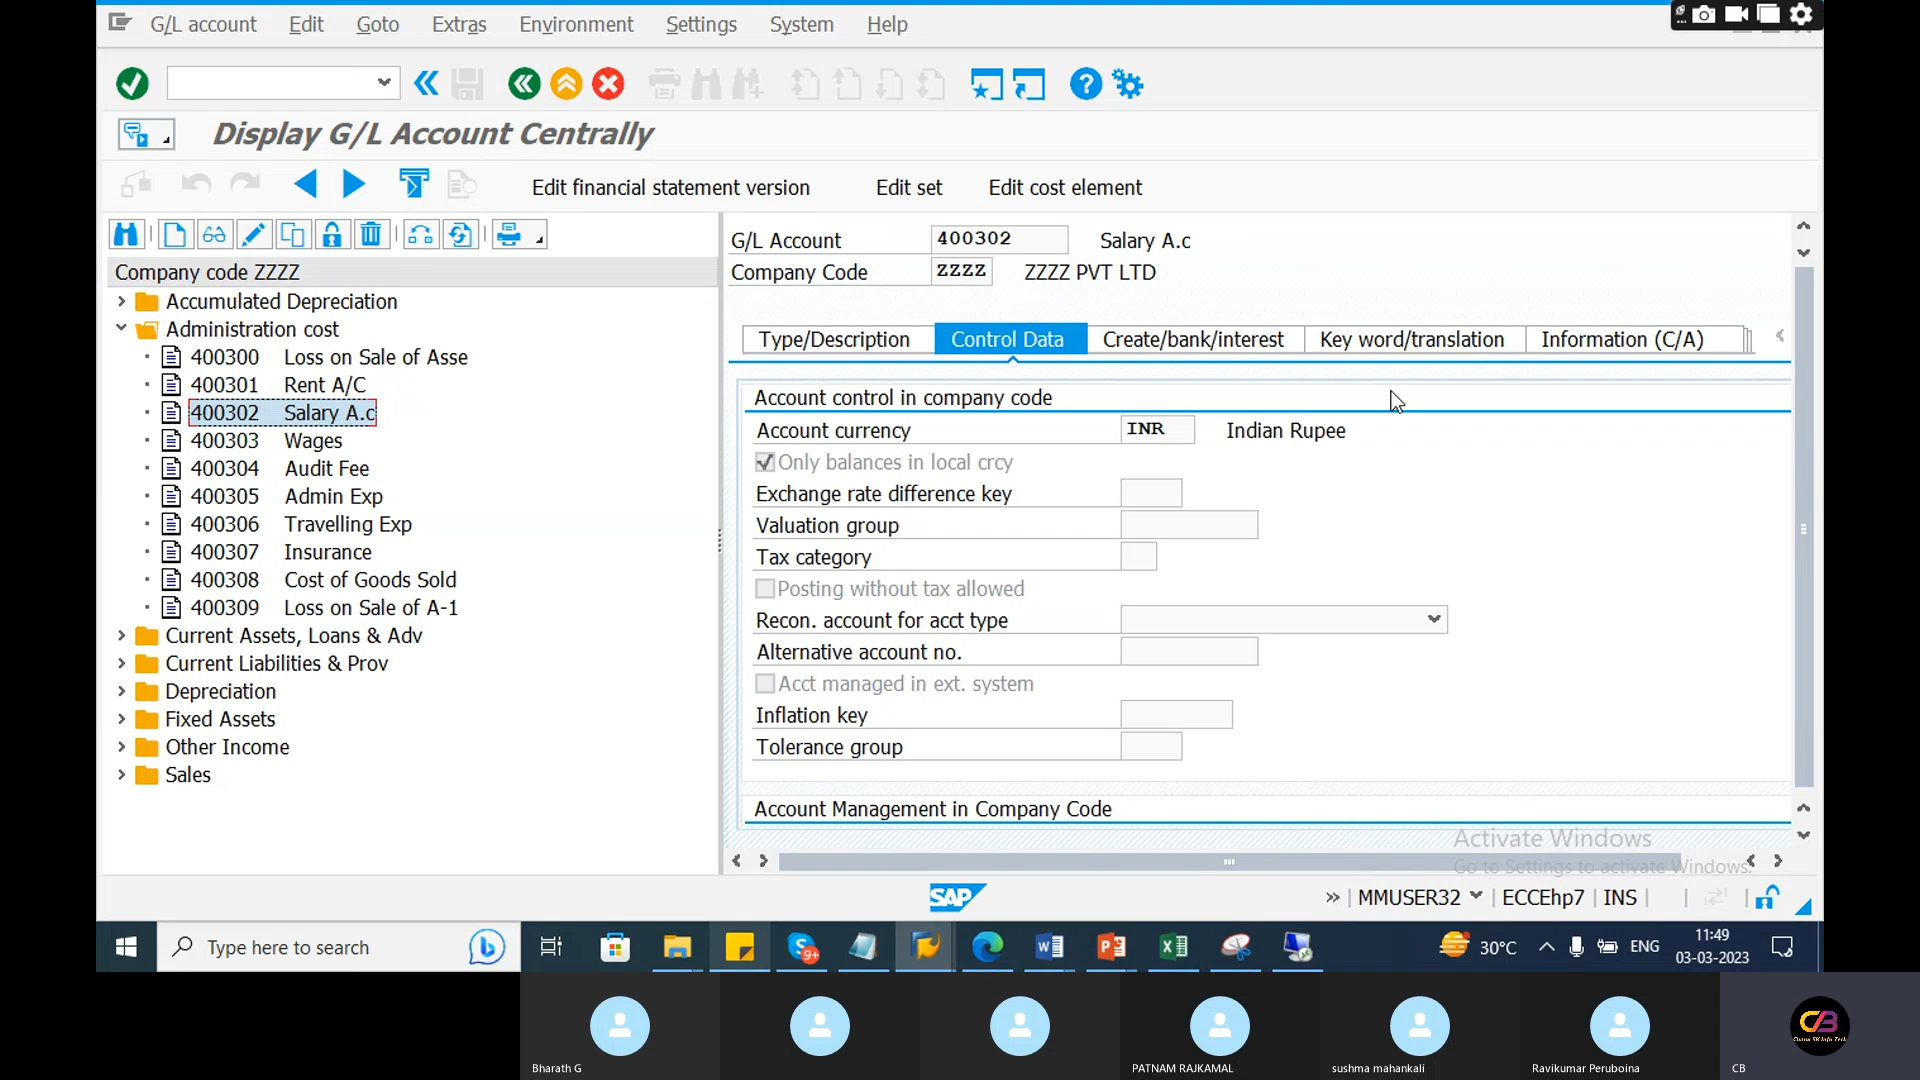 G/L account Edit Goto Extras Environment Settings System Help
Display G/L Account Centrally
Edit financial statement version Edit set Edit cost element
Company code ZZZZ
Accumulated Depreciation
Administration cost
400300 Loss on Sale of Asse
400301 Rent A/C
400302 Salary A.c
400303 Wages
400304 Audit Fee
400305 Admin Exp
400306 Travelling Exp
400307 Insurance
400308 Cost of Goods Sold
400309 Loss on Sale of A-1
Current Assets, Loans & Adv
Current Liabilities & Prov
Depreciation
Fixed Assets
Other Income
Sales
G/L Account 400302 Salary A.c
Company Code ZZZZ ZZZZ PVT LTD
Type/Description Control Data Create/bank/interest Key word/translation Information (C/A)
Account control in company code
Account currency INR Indian Rupee
Only balances in local crcy
Exchange rate difference key
Valuation group
Tax category
Posting without tax allowed
Recon. account for acct type
Alternative account no.
Acct managed in ext. system
Inflation key
Tolerance group
Account Management in Company Code
Activate Windows
Go to Settings to activate Windows.
SAP MMUSER32 ECCEhp7 INS
Type here to search 9+ 30°C ENG 11:49
03-03-2023
Bharath G PATNAM RAJKAMAL sushma mahankali Ravikumar Peruboina CB